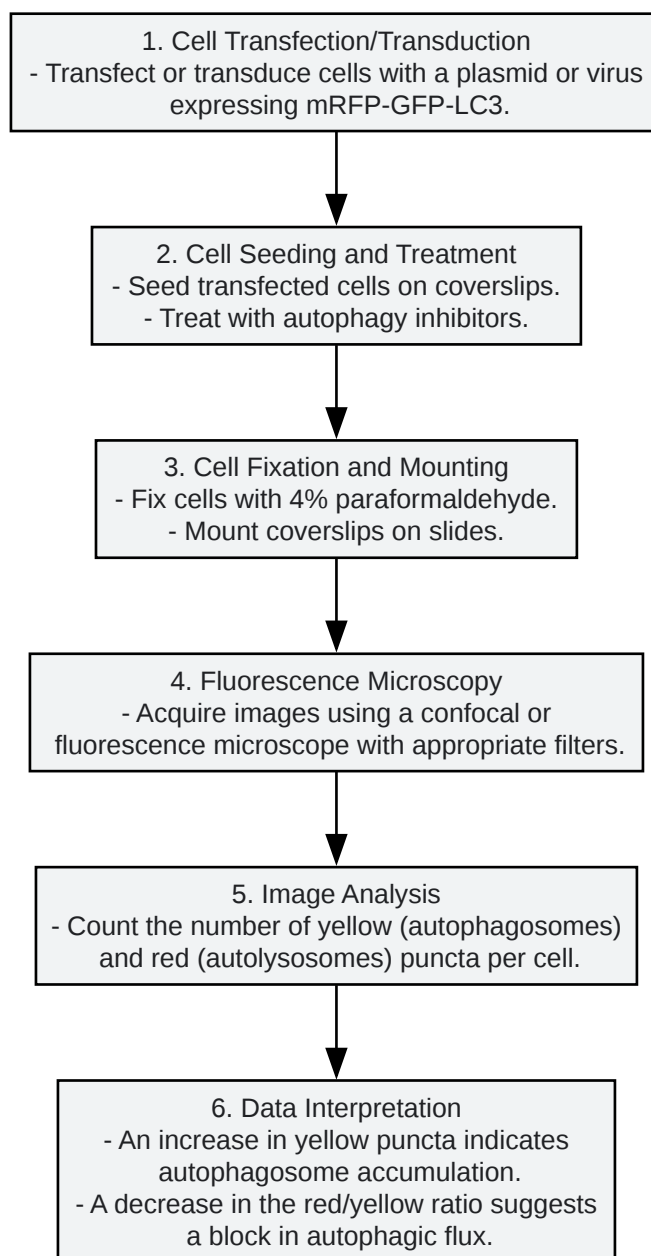 1. Cell Transfection/Transduction
- Transfect or transduce cells with a plasmid or virus
expressing mRFP-GFP-LC3.
2. Cell Seeding and Treatment
- Seed transfected cells on coverslips.
- Treat with autophagy inhibitors.
3. Cell Fixation and Mounting
- Fix cells with 4% paraformaldehyde.
- Mount coverslips on slides.
4. Fluorescence Microscopy
- Acquire images using a confocal or
fluorescence microscope with appropriate filters.
5. Image Analysis
- Count the number of yellow (autophagosomes)
and red (autolysosomes) puncta per cell.
6. Data Interpretation
- An increase in yellow puncta indicates
autophagosome accumulation.
- A decrease in the red/yellow ratio suggests
a block in autophagic flux.